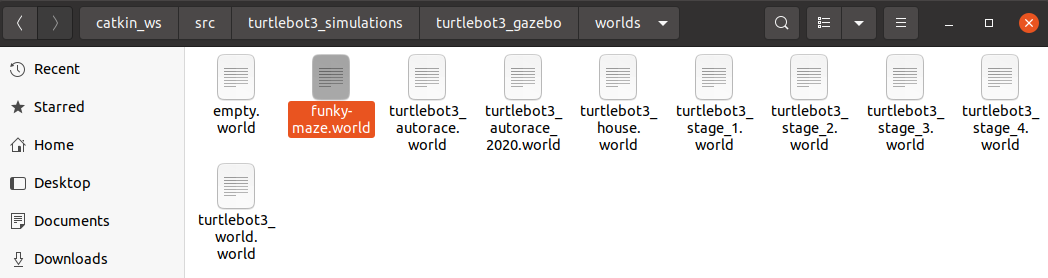 catkin_ws
src
turtlebot3_simulations
turtlebot3_gazebo
worlds
Recent
Starred
Home
Desktop
Documents
Downloads
empty.
world
funky-
maze.world
turtlebot3_
autorace.
world
turtlebot3_
autorace_
2020.world
turtlebot3_
house.
world
turtlebot3_
stage_1.
world
turtlebot3_
stage_2.
world
turtlebot3_
stage_3.
world
turtlebot3_
stage_4.
world
turtlebot3_
world.
world